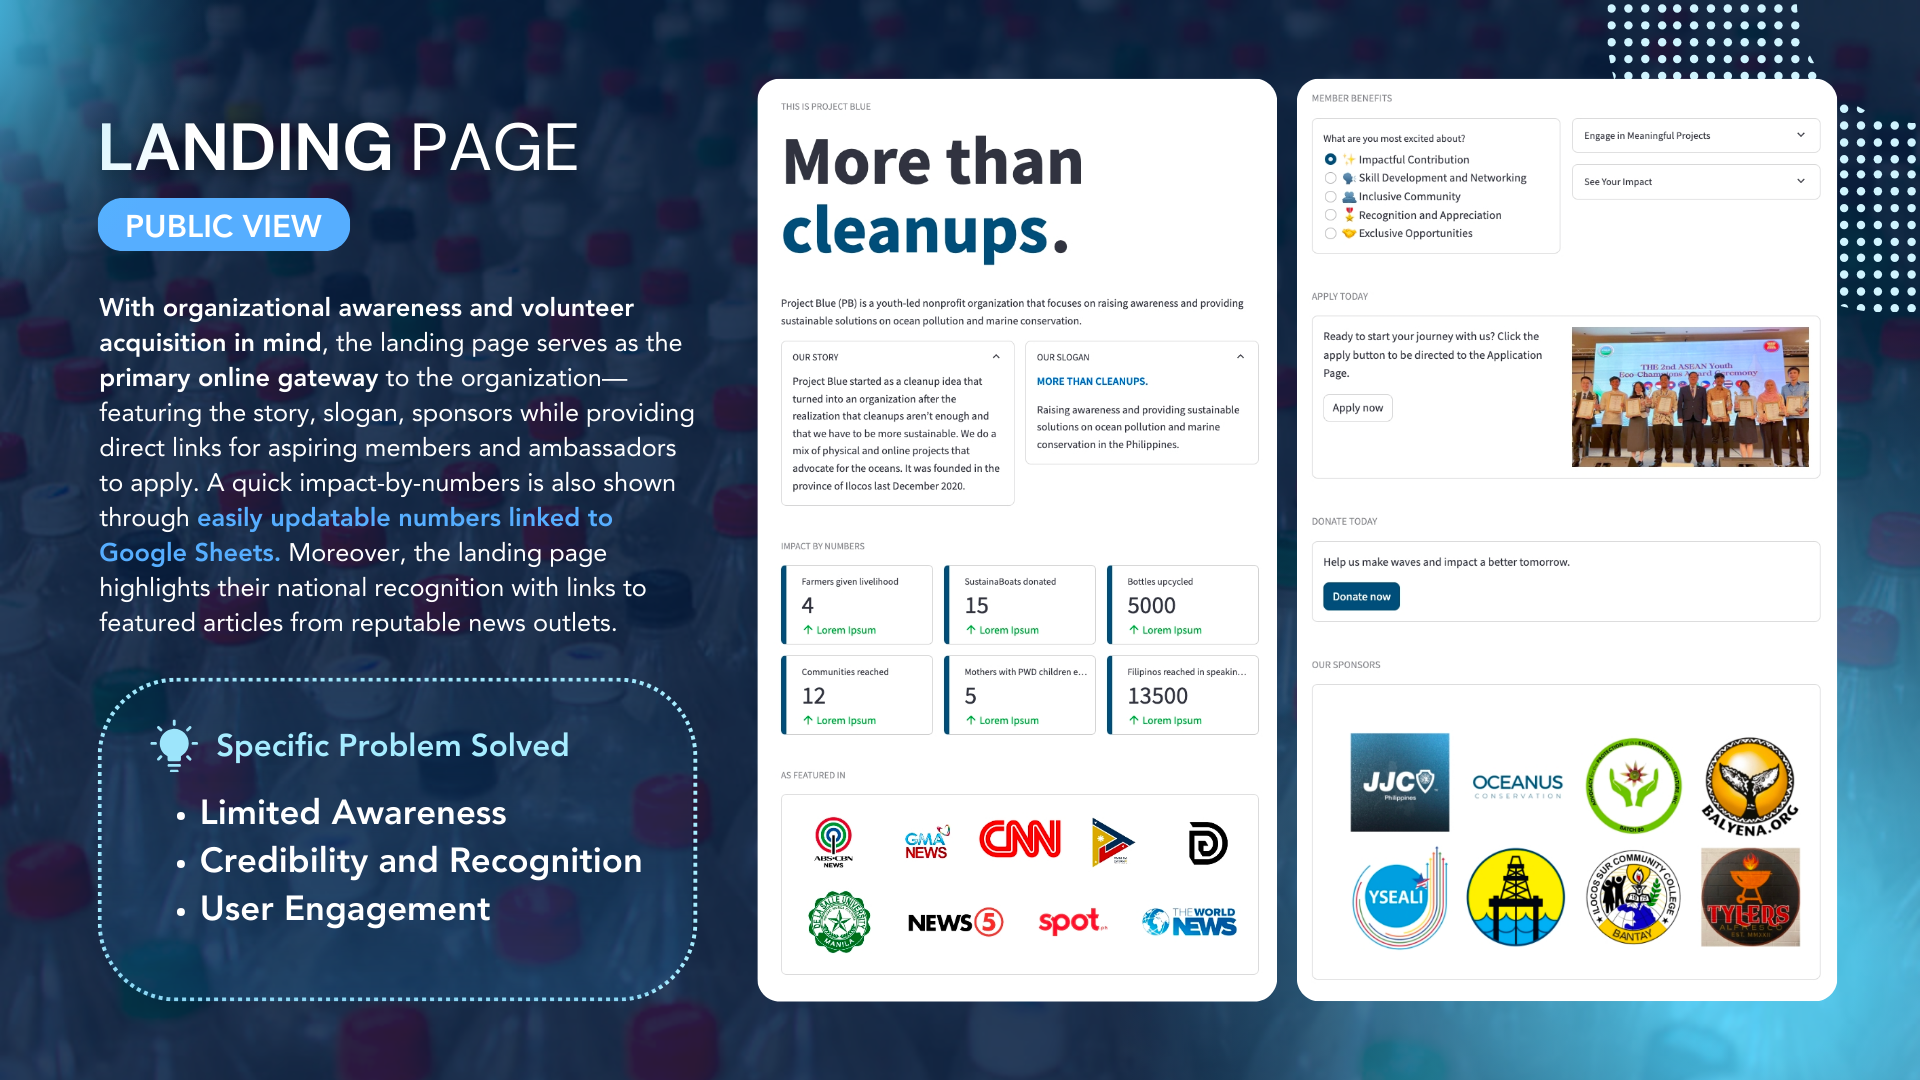 LANDING PAGE
PUBLIC VIEW
With organizational awareness and volunteer
acquisition in mind, the landing page serves as the
primary online gateway to the organization—
featuring the story, slogan, sponsors while providing
direct links for aspiring members and ambassadors
to apply. A quick impact-by-numbers is also shown
through easily updatable numbers linked to
Google Sheets. Moreover, the landing page
highlights their national recognition with links to
featured articles from reputable news outlets.
Specific Problem Solved
• Limited Awareness
• Credibility and Recognition
• User Engagement
THIS IS PROJECT BLUE
More than
cleanups.
Project Blue (PB) is a youth-led nonprofit organization that focuses on raising awareness and providing
sustainable solutions on ocean pollution and marine conservation.
OUR STORY
Project Blue started as a cleanup idea that
turned into an organization after the
realization that cleanups aren't enough and
that we have to be more sustainable. We do a
mix of physical and online projects that
advocate for the oceans. It was founded in the
province of Ilocos last December 2020.
OUR SLOGAN
MORE THAN CLEANUPS.
Raising awareness and providing sustainable
solutions on ocean pollution and marine
conservation in the Philippines.
IMPACT BY NUMBERS
Farmers given livelihood
4
↑ Lorem Ipsum
SustainaBoats donated
15
↑ Lorem Ipsum
Bottles upcycled
5000
↑ Lorem Ipsum
Communities reached
12
↑ Lorem Ipsum
Mothers with PWD children e...
5
↑ Lorem Ipsum
Filipinos reached in speakin...
13500
↑ Lorem Ipsum
AS FEATURED IN
ABS-CBN
NEWS
GMA
NEWS
CNN
DE LA SALLE UNIVERSITY
MANILA
NEWS 5
spot.ph
THE WORLD
NEWS
MEMBER BENEFITS
What are you most excited about?
✨ Impactful Contribution
🗣 Skill Development and Networking
👥 Inclusive Community
🎖 Recognition and Appreciation
🤝 Exclusive Opportunities
Engage in Meaningful Projects
See Your Impact
APPLY TODAY
Ready to start your journey with us? Click the
apply button to be directed to the Application
Page.
Apply now
THE 2nd ASEAN Youth
Eco-Champions Award Ceremony
DONATE TODAY
Help us make waves and impact a better tomorrow.
Donate now
OUR SPONSORS
JJC
Philippines
OCEANUS
CONSERVATION
BATCH 88
BALYENA.ORG
YSEALI
ILOCOS SUR COMMUNITY COLLEGE
BANTAY
TYLER'S
ALFRESCO